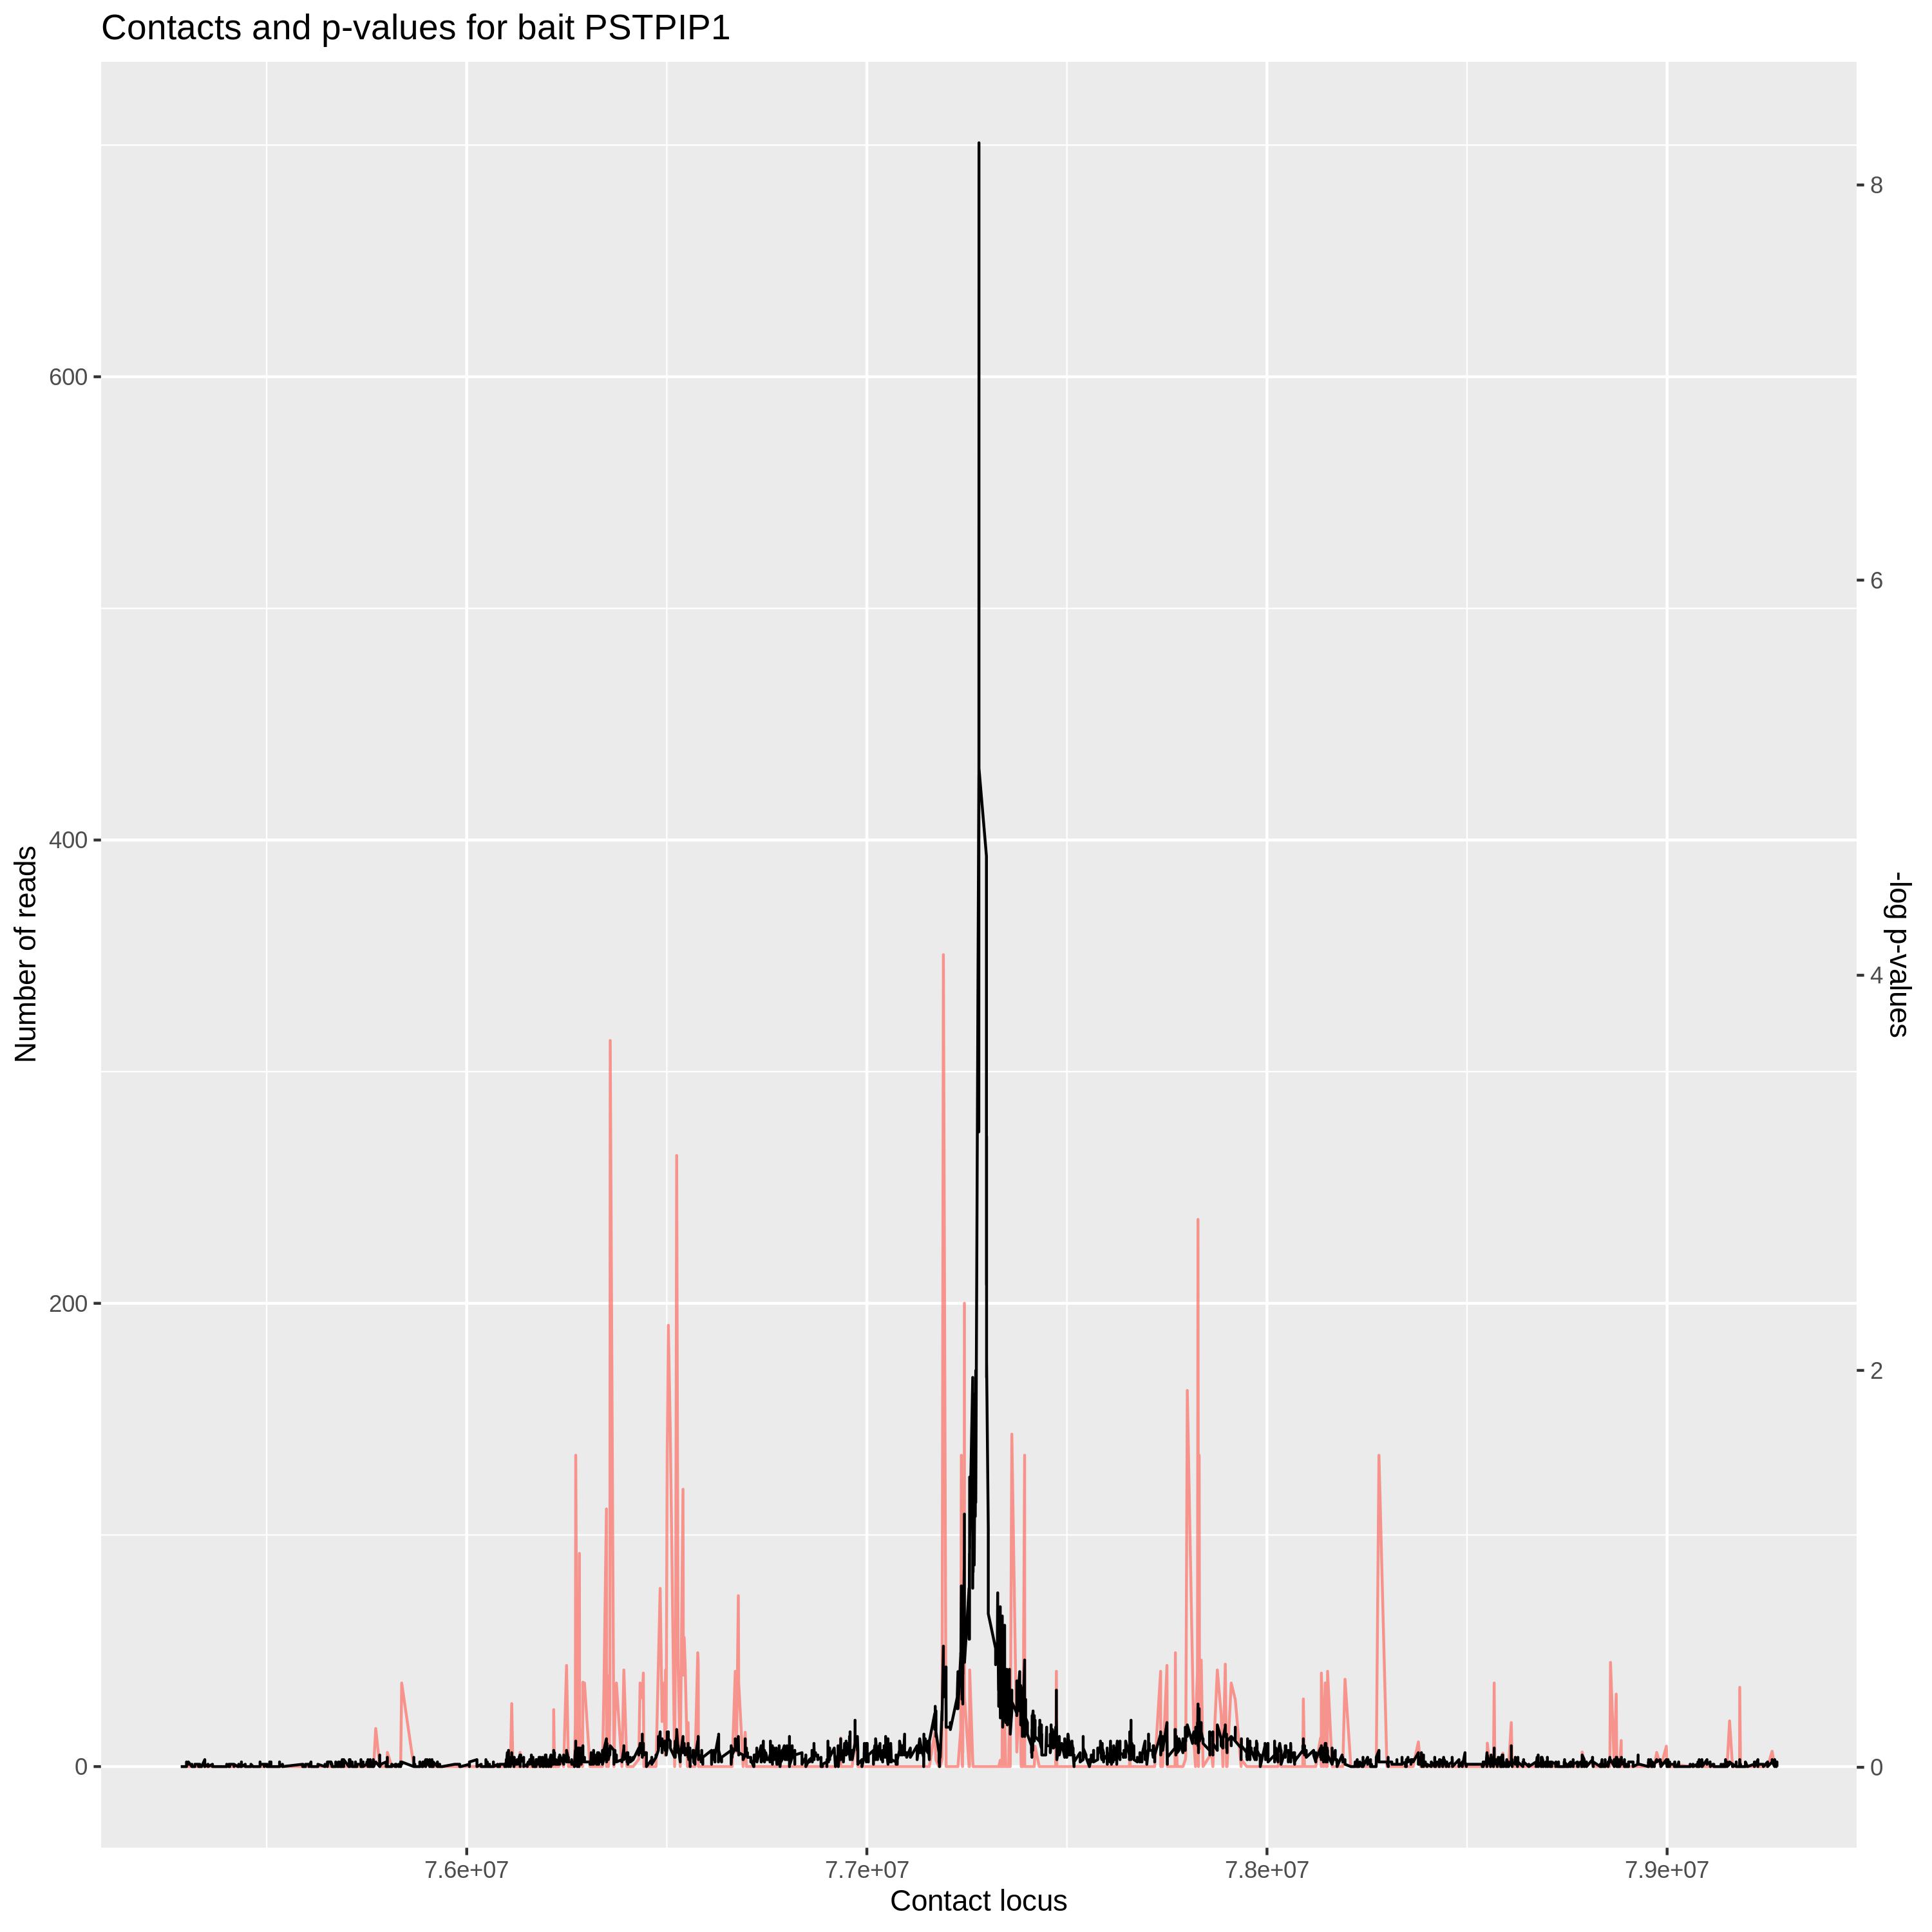 Contacts and p-values for bait PSTPIP1
Number of reads
600
400
200
0
8
6
4
2
0
-log p-values
7.6e+07 7.7e+07 7.8e+07 7.9e+07
Contact locus